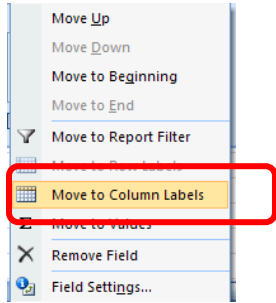 Move Up
Move Down
Move to Beginning
Move to End
Move to Report Filter
Move to Row Labels
Move to Column Labels
Move to Values
Remove Field
Field Settings...